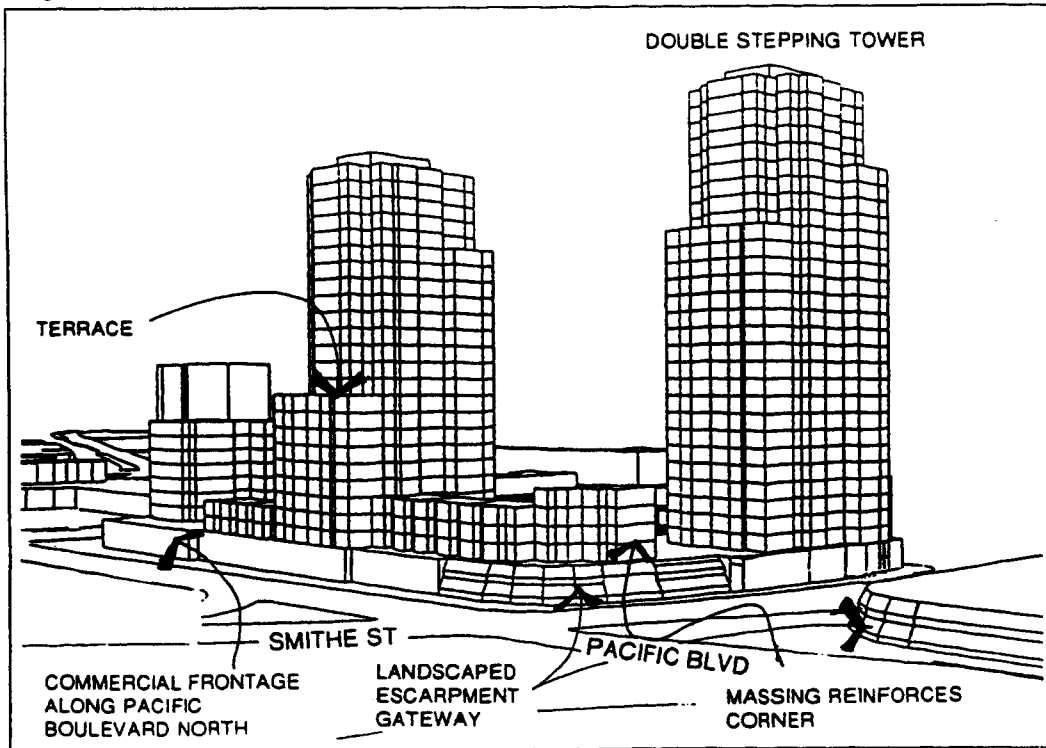 DOUBLE STEPPING TOWER
TERRACE
SMITHE ST
PACIFIC BLVD
COMMERCIAL FRONTAGE
ALONG PACIFIC
BOULEVARD NORTH
LANDSCAPED
ESCARPMENT
GATEWAY
MASSING REINFORCES
CORNER